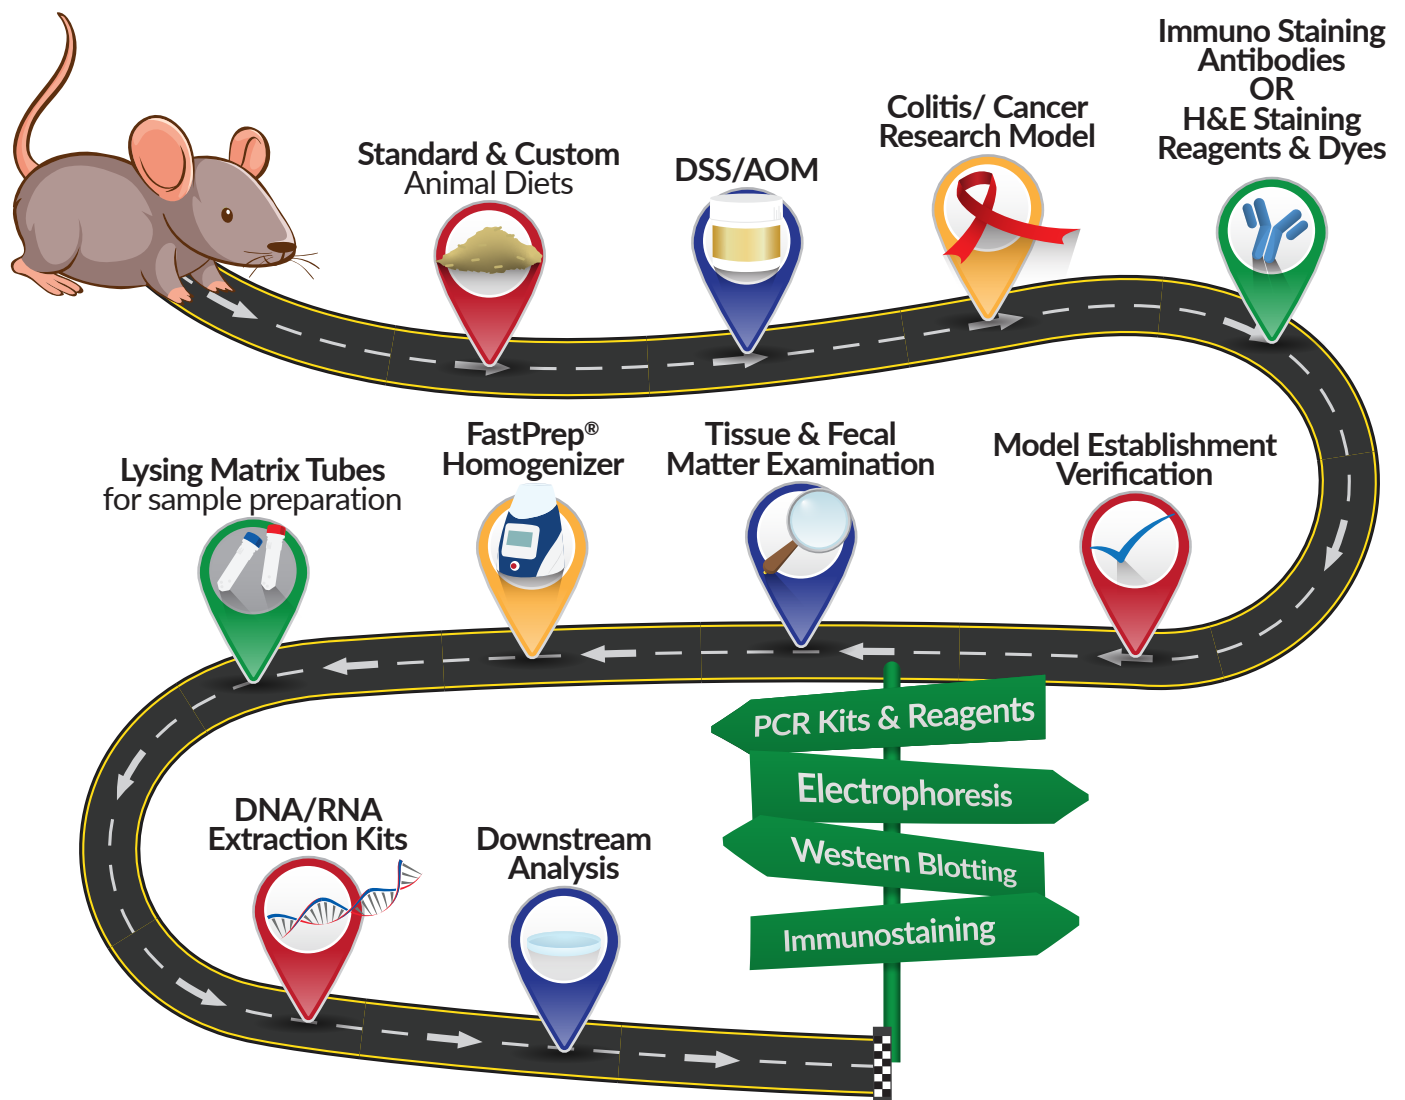 Standard & Custom
Animal Diets
DSS/AOM
Colitis/ Cancer
Research Model
Immuno Staining
Antibodies
OR
H&E Staining
Reagents & Dyes
Model Establishment
Verification
Tissue & Fecal
Matter Examination
FastPrep®
Homogenizer
Lysing Matrix Tubes
for sample preparation
DNA/RNA
Extraction Kits
Downstream
Analysis
PCR Kits & Reagents
Electrophoresis
Western Blotting
Immunostaining